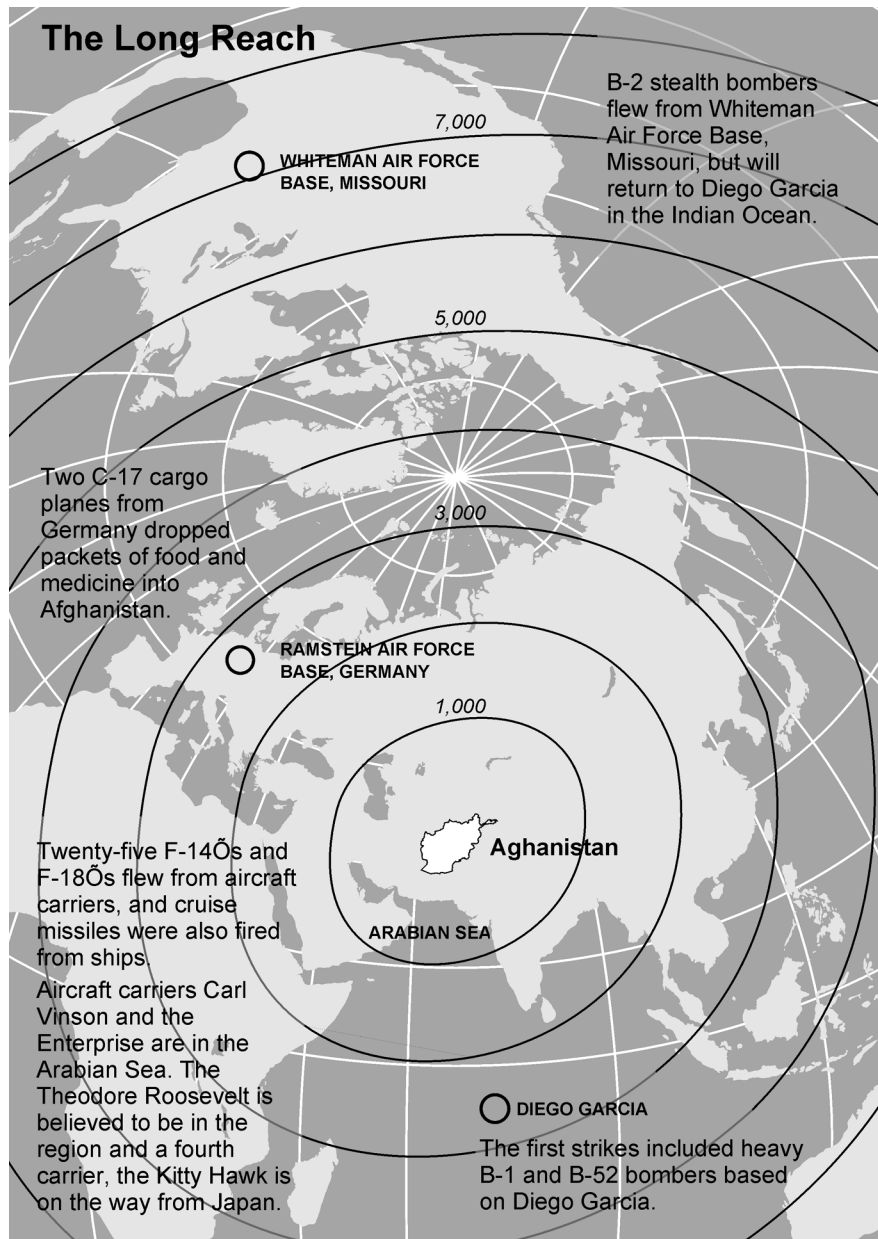 The Long Reach
B-2 stealth bombers
flew from Whiteman
Air Force Base,
Missouri, but will
return to Diego Garcia
in the Indian Ocean.
7,000
WHITEMAN AIR FORCE
BASE, MISSOURI
5,000
Two C-17 cargo
planes from
Germany dropped
packets of food and
medicine into
Afghanistan.
3,000
RAMSTEIN AIR FORCE
BASE, GERMANY
1,000
Aghanistan
Twenty-five F-14Õs and
F-18Õs flew from aircraft
carriers, and cruise
missiles were also fired
from ships.
ARABIAN SEA
Aircraft carriers Carl
Vinson and the
Enterprise are in the
Arabian Sea. The
Theodore Roosevelt is
believed to be in the
region and a fourth
carrier, the Kitty Hawk is
on the way from Japan.
DIEGO GARCIA
The first strikes included heavy
B-1 and B-52 bombers based
on Diego Garcia.